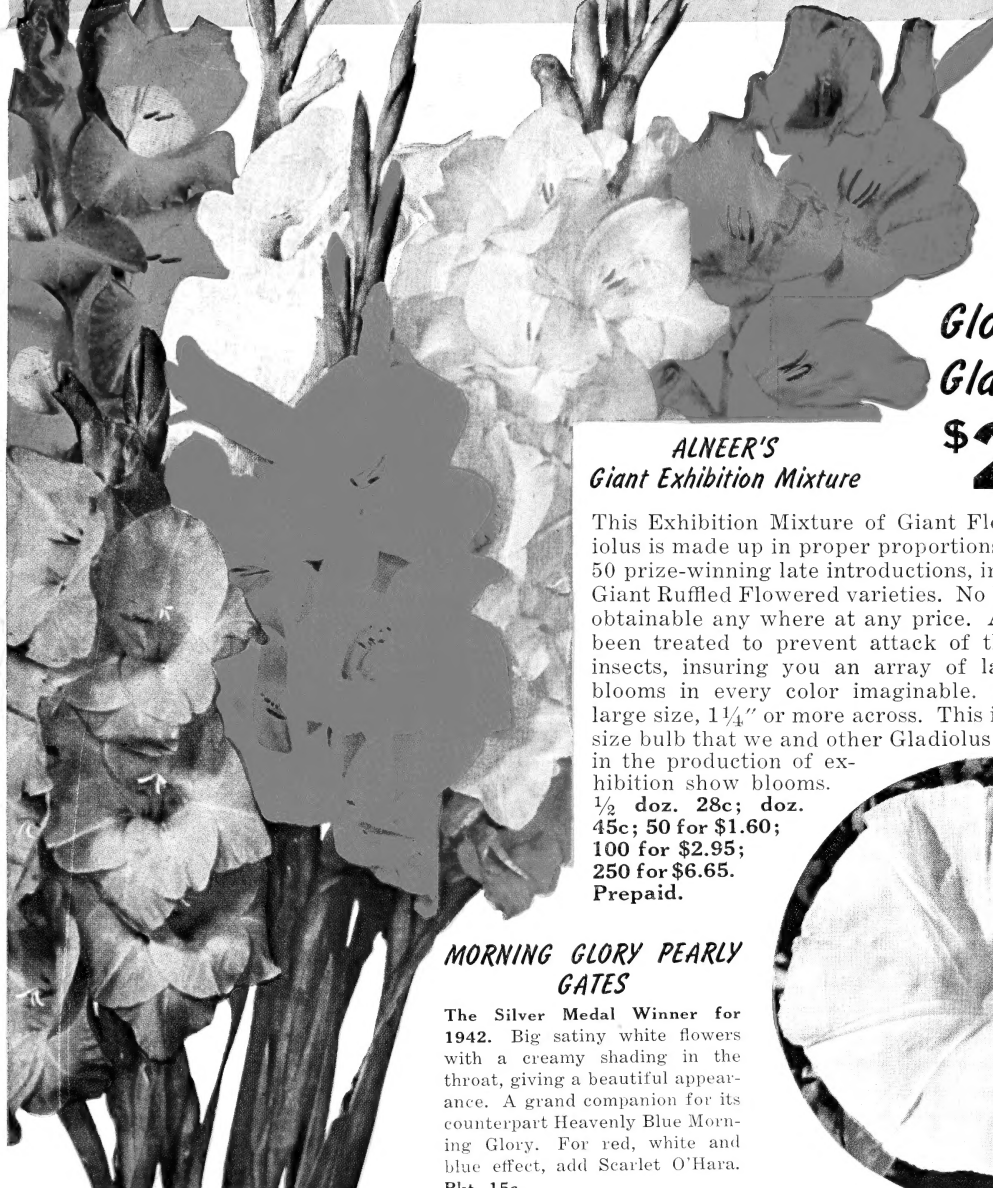 Glo
Gla
$2
ALNEER'S
Giant Exhibition Mixture
This Exhibition Mixture of Giant Flo
iolus is made up in proper proportions
50 prize-winning late introductions, in
Giant Ruffled Flowered varieties. No
obtainable any where at any price. A
been treated to prevent attack of th
insects, insuring you an array of la
blooms in every color imaginable.
large size, 1¼″ or more across. This i
size bulb that we and other Gladiolus
in the production of ex-
hibition show blooms.
½ doz. 28c; doz.
45c; 50 for $1.60;
100 for $2.95;
250 for $6.65.
Prepaid.
MORNING GLORY PEARLY
GATES
The Silver Medal Winner for
1942. Big satiny white flowers
with a creamy shading in the
throat, giving a beautiful appear-
ance. A grand companion for its
counterpart Heavenly Blue Morn-
ing Glory. For red, white and
blue effect, add Scarlet O'Hara.
Pkt. 15c